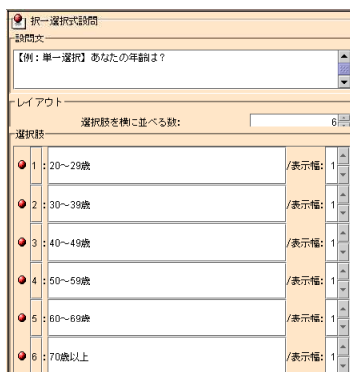 択一選択式設問
設問文
【例：単一選択】あなたの年齢は？
レイアウト
選択肢を横に並べる数: 6
選択肢
1 : 20～29歳 /表示幅: 1
2 : 30～39歳 /表示幅: 1
3 : 40～49歳 /表示幅: 1
4 : 50～59歳 /表示幅: 1
5 : 60～69歳 /表示幅: 1
6 : 70歳以上 /表示幅: 1